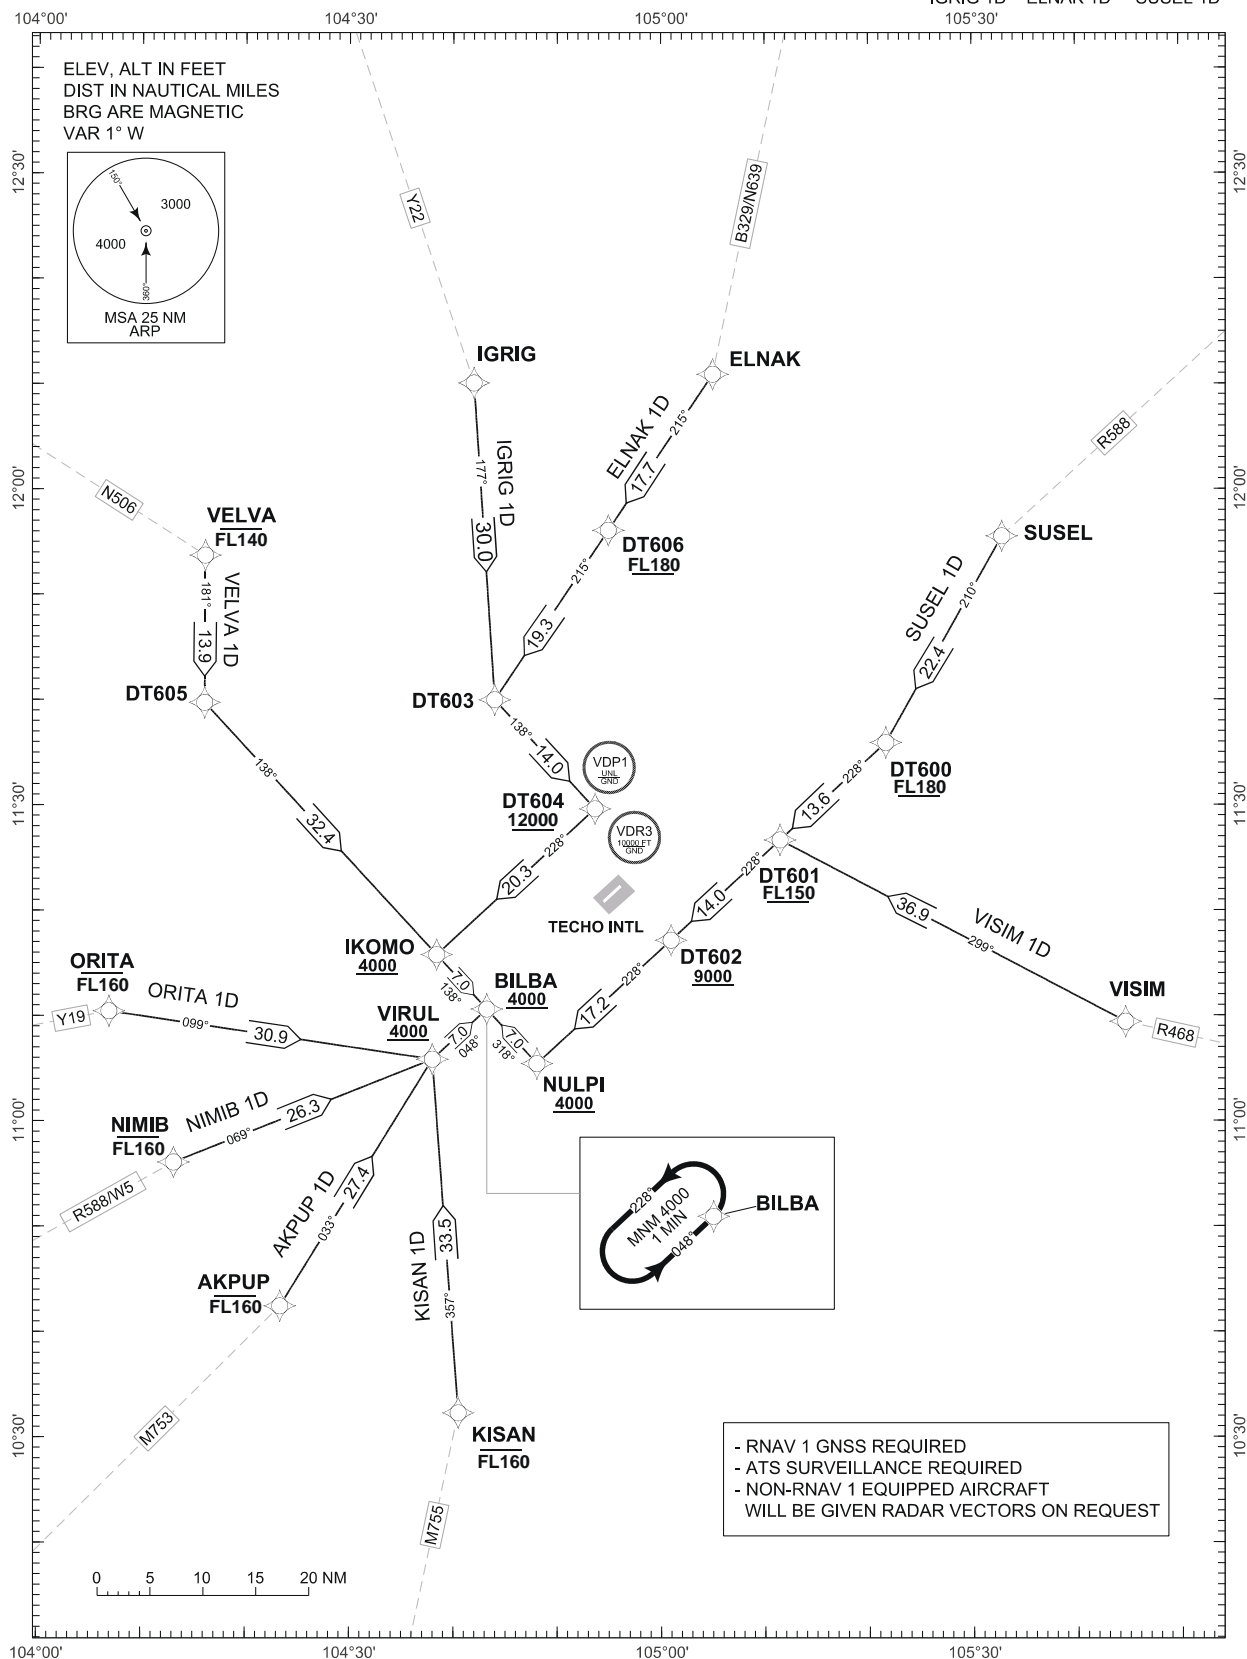 IGRIG 1D ELNAK 1D SUSEL 1D
104°00' 104°30' 105°00' 105°30'
ELEV, ALT IN FEET
DIST IN NAUTICAL MILES
BRG ARE MAGNETIC
VAR 1° W
150°
3000
4000
360°
MSA 25 NM
ARP
12°30'
12°30'
Y22
B329/N639
IGRIG
ELNAK
R588
177°
IGRIG 1D
30.0
ELNAK 1D
215°
17.7
12°00'
12°00'
N506
VELVA
FL140
DT606
FL180
SUSEL
181°
VELVA 1D
13.9
215°
19.3
SUSEL 1D
210°
22.4
DT605
DT603
138°
138°
14.0
VDP1
UNL
GND
DT600
FL180
228°
13.6
11°30'
11°30'
DT604
12000
VDR3
10000 FT
GND
32.4
228°
20.3
DT601
FL150
228°
14.0
36.9
VISIM 1D
299°
TECHO INTL
IKOMO
4000
DT602
9000
ORITA
FL160
ORITA 1D
7.0
138°
BILBA
4000
228°
17.2
VISIM
Y19
099°
30.9
VIRUL
4000
7.0
048°
7.0
318°
R468
NULPI
4000
11°00'
11°00'
NIMIB
FL160
NIMIB 1D
069°
26.3
R588/W5
AKPUP 1D
27.4
033°
228°
MNM 4000
1 MIN
048°
BILBA
KISAN 1D
33.5
357°
AKPUP
FL160
M753
10°30'
10°30'
KISAN
FL160
M755
- RNAV 1 GNSS REQUIRED
- ATS SURVEILLANCE REQUIRED
- NON-RNAV 1 EQUIPPED AIRCRAFT
WILL BE GIVEN RADAR VECTORS ON REQUEST
0 5 10 15 20 NM
104°00' 104°30' 105°00' 105°30'